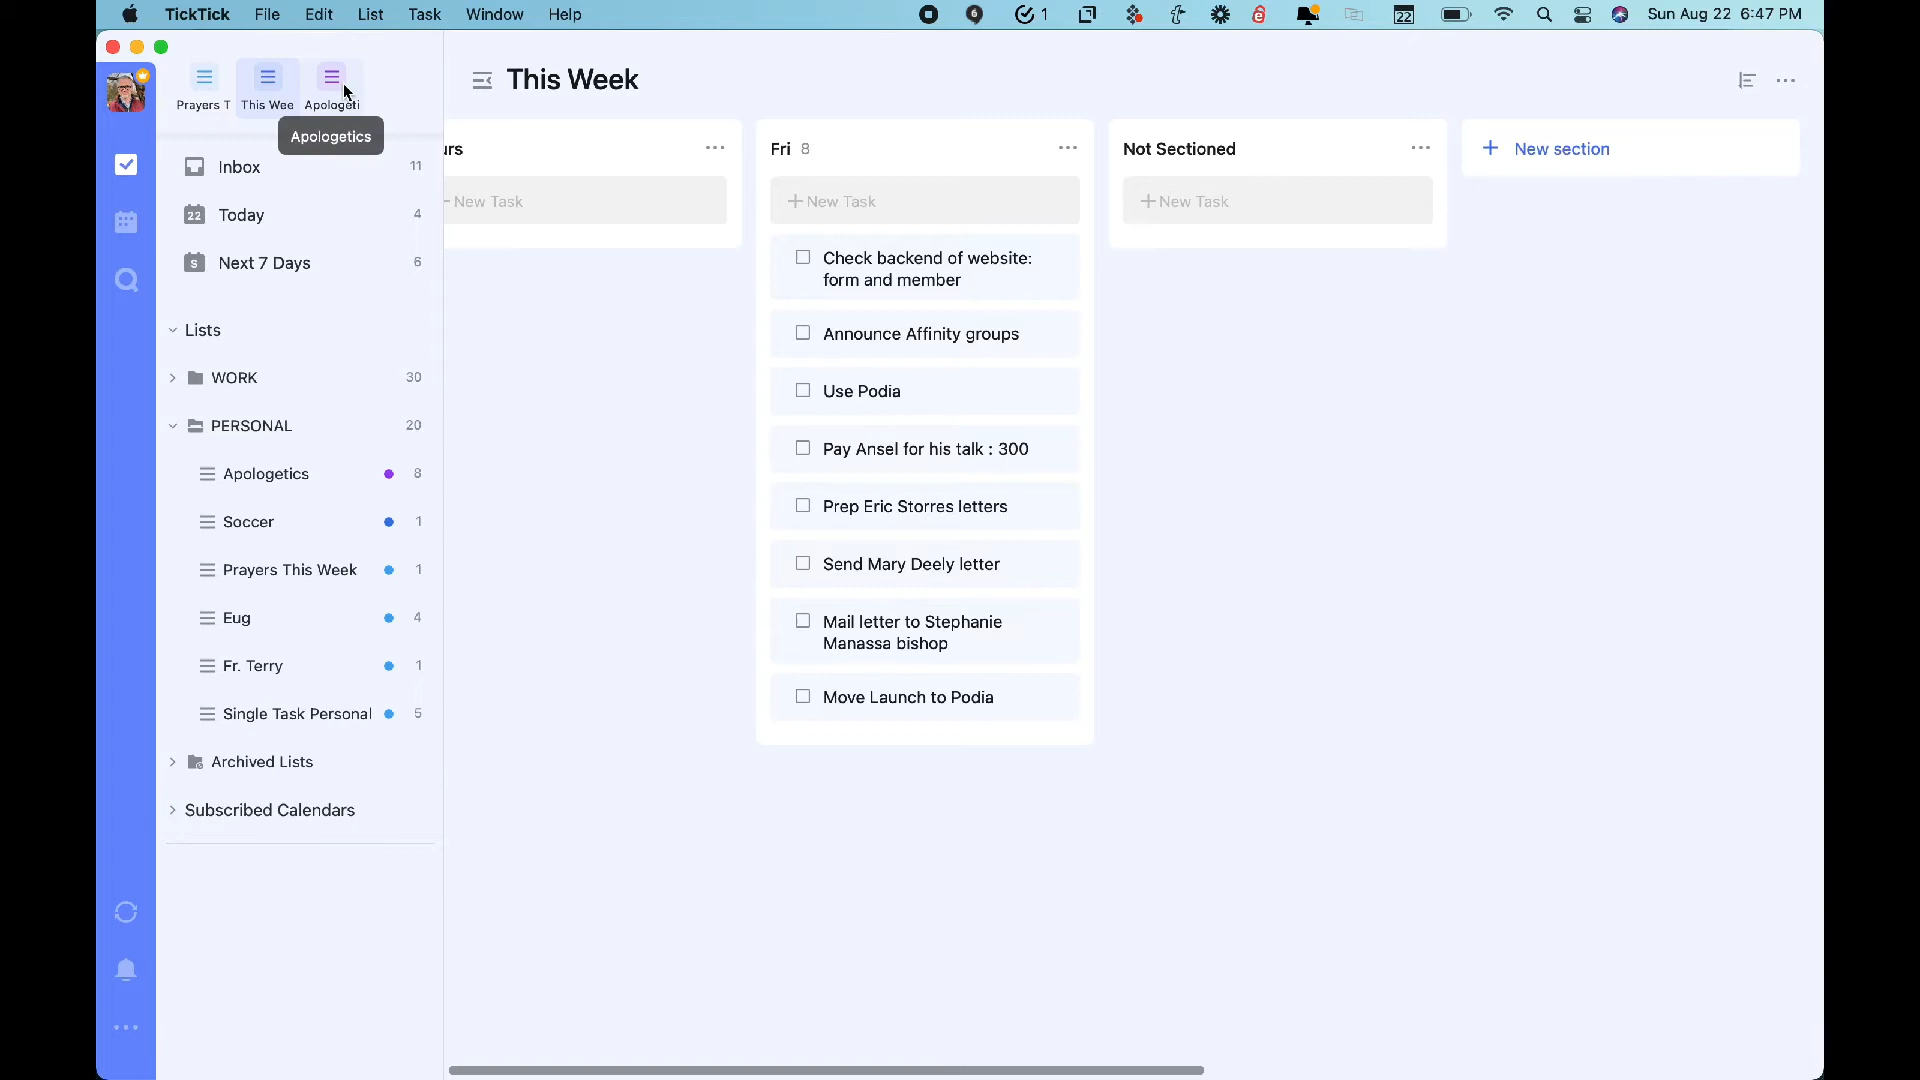 TickTick File Edit List Task Window Help
6 1 22 Sun Aug 22 6:47 PM
Prayers T This Wee Apologeti
Apologetics
Inbox 11
22 Today 4
S Next 7 Days 6
Lists
WORK 30
PERSONAL 20
Apologetics 8
Soccer 1
Prayers This Week 1
Eug 4
Fr. Terry 1
Single Task Personal 5
Archived Lists
Subscribed Calendars
This Week
urs
New Task
Fri 8
+ New Task
Check backend of website:
form and member
Announce Affinity groups
Use Podia
Pay Ansel for his talk : 300
Prep Eric Storres letters
Send Mary Deely letter
Mail letter to Stephanie
Manassa bishop
Move Launch to Podia
Not Sectioned
+ New Task
+ New section